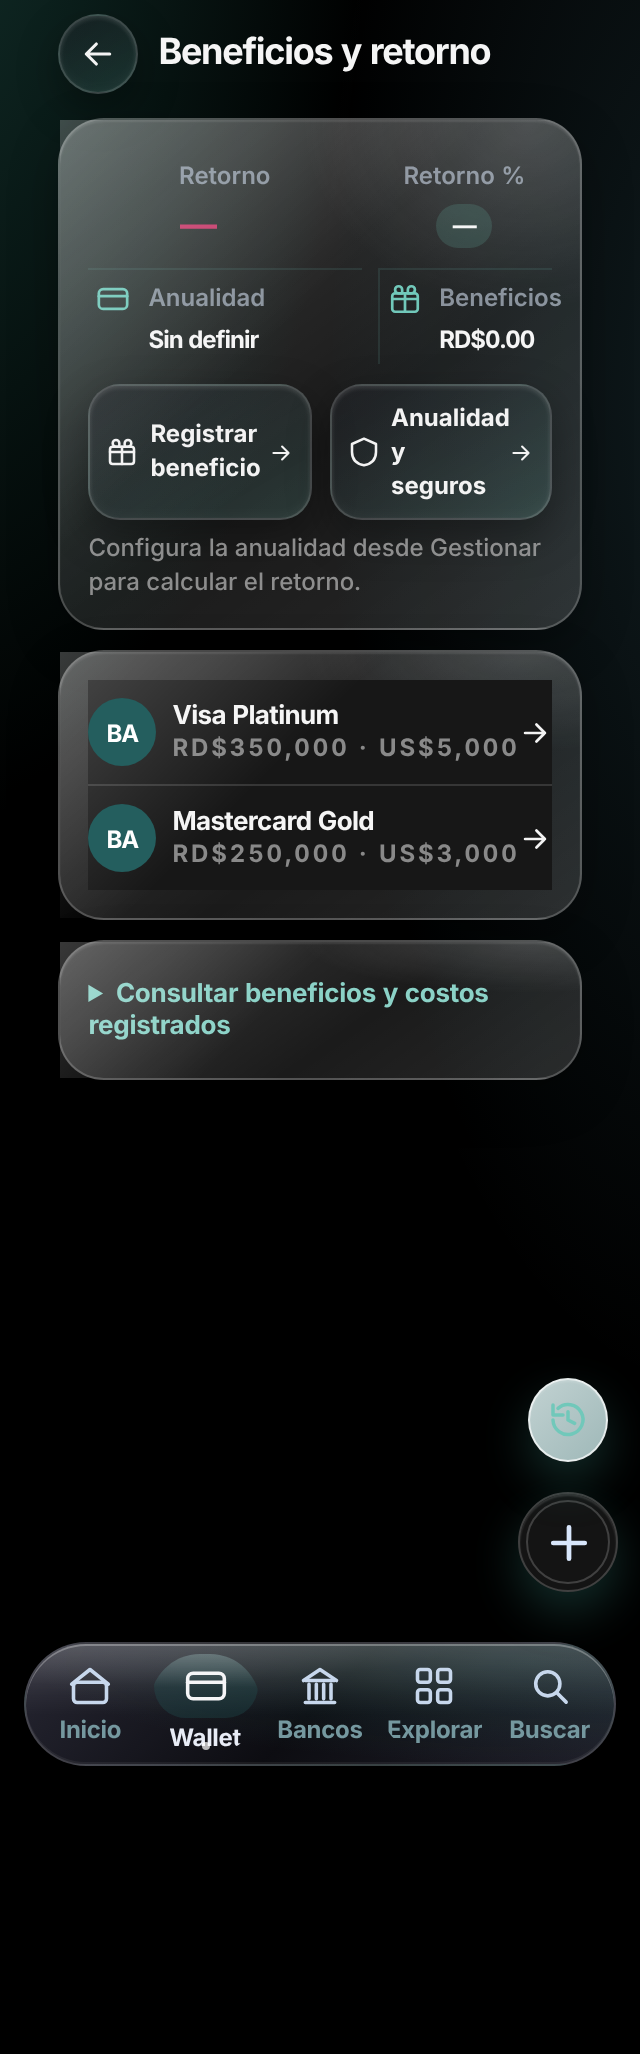 Beneficios y retorno
Retorno
Retorno %
—
—
Anualidad
Sin definir
Beneficios
RD$0.00
Registrar
beneficio
Anualidad
y
seguros
Configura la anualidad desde Gestionar
para calcular el retorno.
BA
Visa Platinum
RD$350,000 · US$5,000
BA
Mastercard Gold
RD$250,000 · US$3,000
Consultar beneficios y costos
registrados
Inicio
Wallet
Bancos
Explorar
Buscar